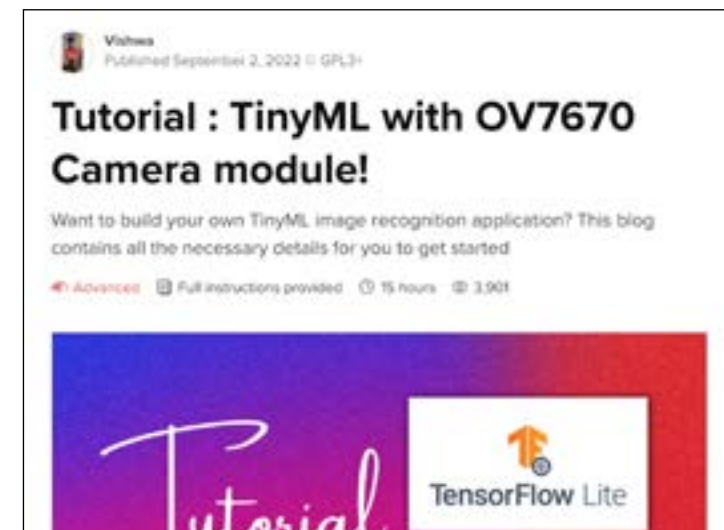 Vishwa
Published September 2, 2022 © GPL3+
Tutorial : TinyML with OV7670
Camera module!
Want to build your own TinyML image recognition application? This blog
contains all the necessary details for you to get started
Advanced Full instructions provided 15 hours 3,901
Tutorial
TensorFlow Lite